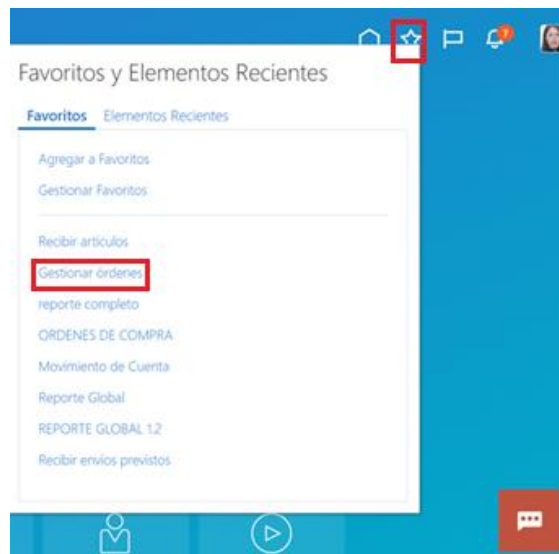 7
Favoritos y Elementos Recientes
Favoritos Elementos Recientes
Agregar a Favoritos
Gestionar Favoritos
Recibir artículos
Gestionar órdenes
reporte completo
ORDENES DE COMPRA
Movimiento de Cuenta
Reporte Global
REPORTE GLOBAL 1.2
Recibir envíos previstos